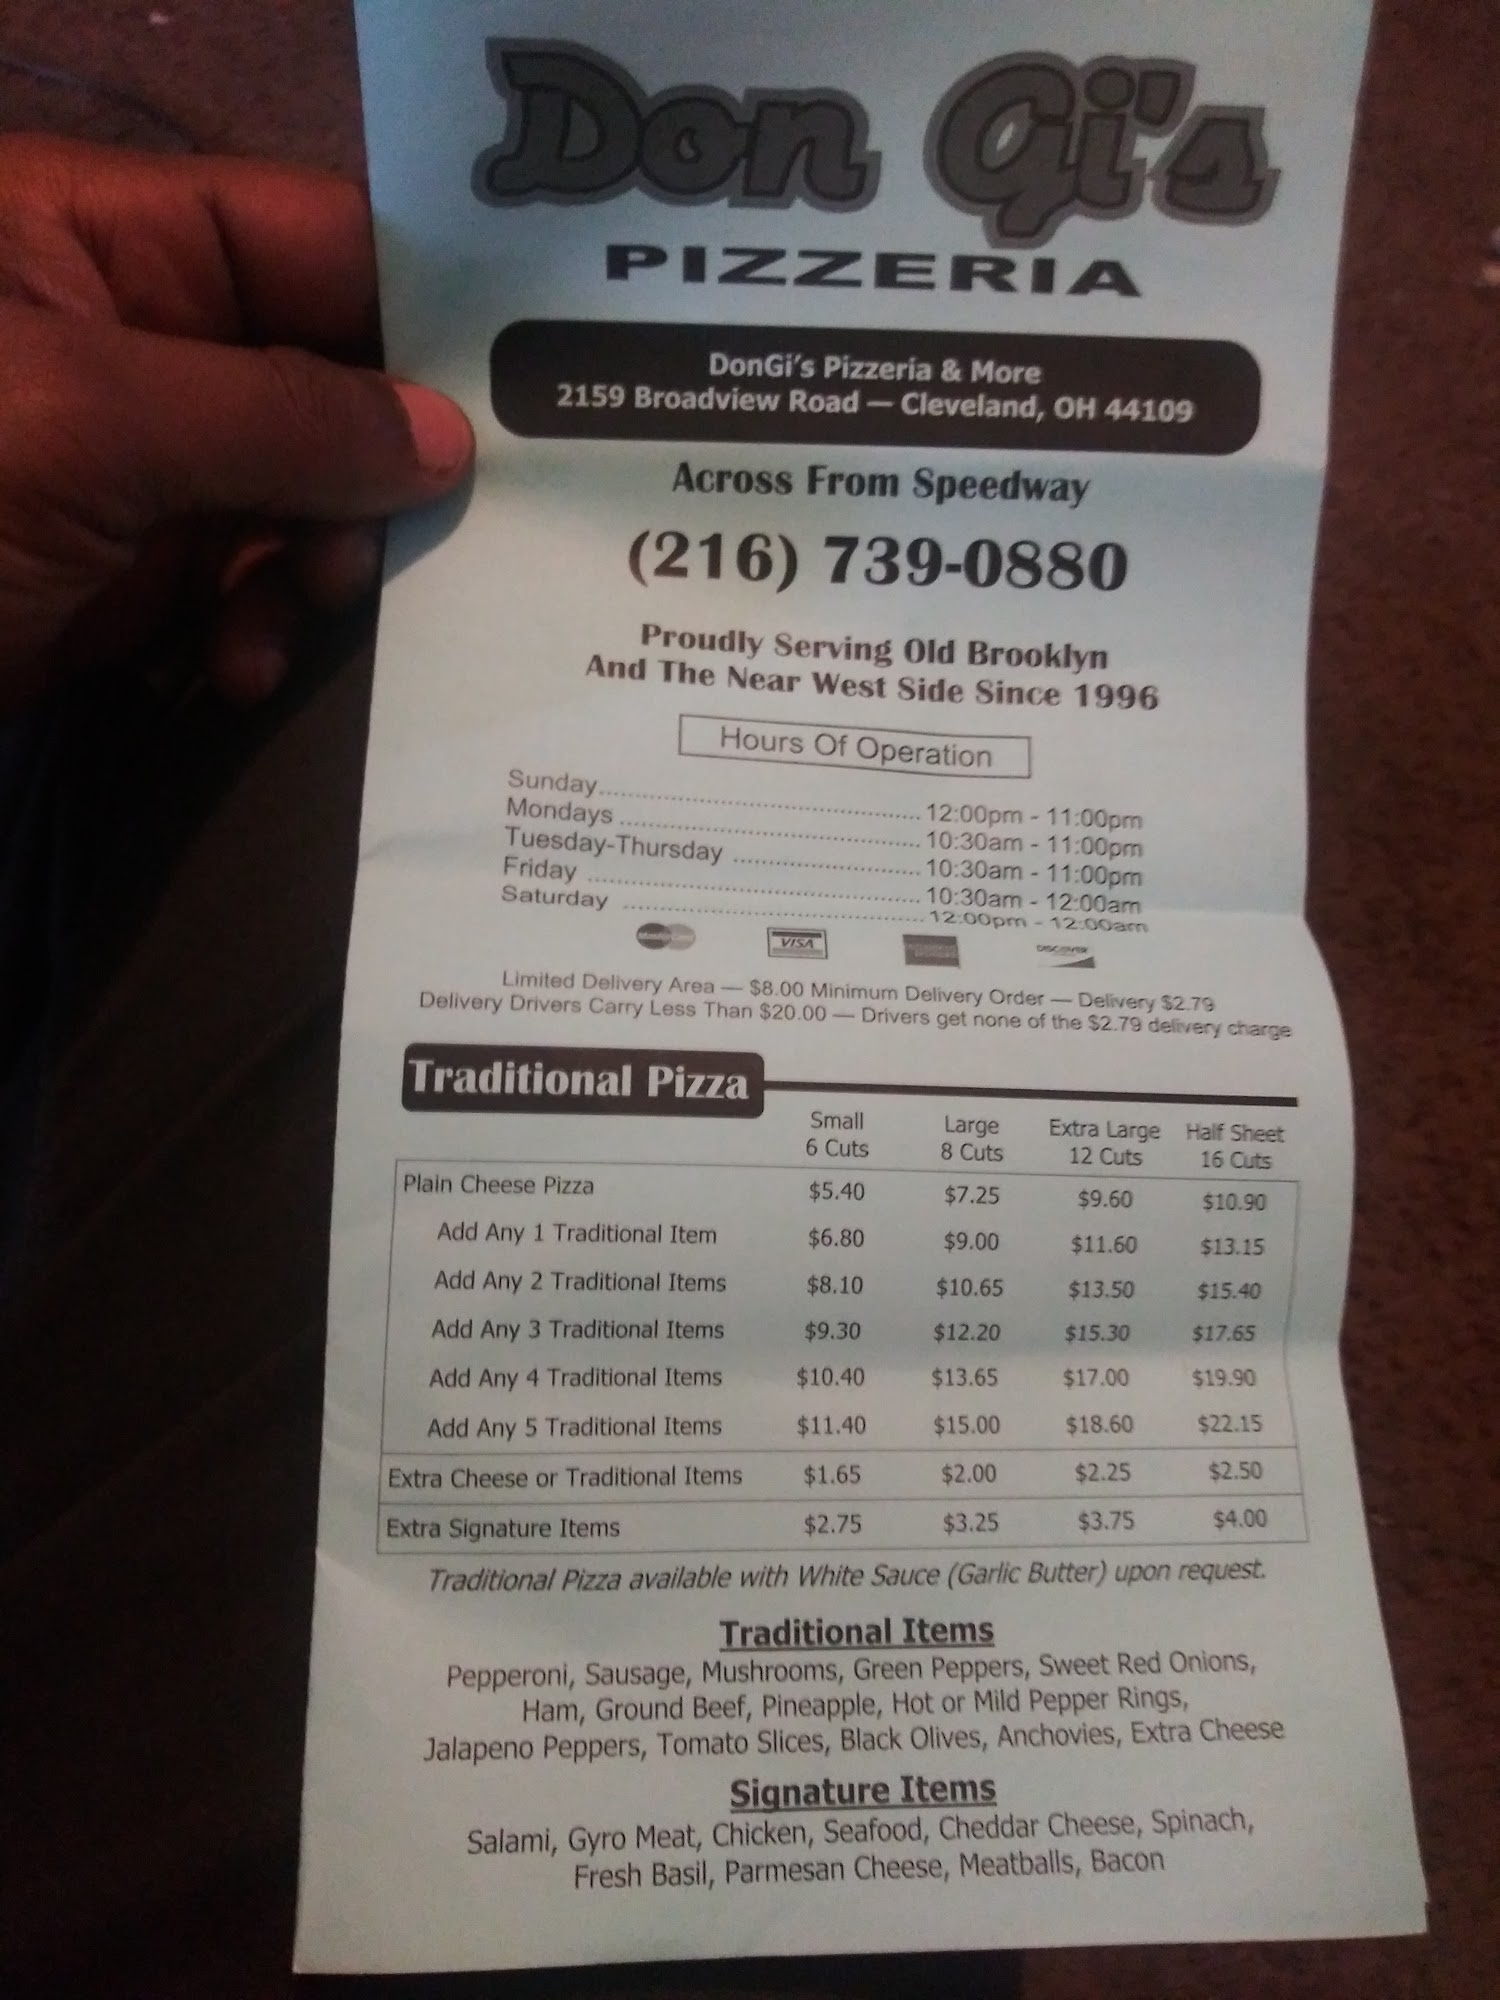 Don Gi's
PIZZERIA
DonGi's Pizzeria & More
2159 Broadview Road — Cleveland, OH 44109
Across From Speedway
(216) 739-0880
Proudly Serving Old Brooklyn
And The Near West Side Since 1996
Hours Of Operation
Sunday........................................12:00pm - 11:00pm
Mondays ........................................10:30am - 11:00pm
Tuesday-Thursday ........................10:30am - 11:00pm
Friday ........................................10:30am - 12:00am
Saturday ........................................12:00pm - 12:00am
MasterCard VISA DISCOVER
Limited Delivery Area — $8.00 Minimum Delivery Order — Delivery $2.79
Delivery Drivers Carry Less Than $20.00 — Drivers get none of the $2.79 delivery charge
Traditional Pizza
Small Large Extra Large Half Sheet
6 Cuts 8 Cuts 12 Cuts 16 Cuts
Plain Cheese Pizza $5.40 $7.25 $9.60 $10.90
Add Any 1 Traditional Item $6.80 $9.00 $11.60 $13.15
Add Any 2 Traditional Items $8.10 $10.65 $13.50 $15.40
Add Any 3 Traditional Items $9.30 $12.20 $15.30 $17.65
Add Any 4 Traditional Items $10.40 $13.65 $17.00 $19.90
Add Any 5 Traditional Items $11.40 $15.00 $18.60 $22.15
Extra Cheese or Traditional Items $1.65 $2.00 $2.25 $2.50
Extra Signature Items $2.75 $3.25 $3.75 $4.00
Traditional Pizza available with White Sauce (Garlic Butter) upon request.
Traditional Items
Pepperoni, Sausage, Mushrooms, Green Peppers, Sweet Red Onions,
Ham, Ground Beef, Pineapple, Hot or Mild Pepper Rings,
Jalapeno Peppers, Tomato Slices, Black Olives, Anchovies, Extra Cheese
Signature Items
Salami, Gyro Meat, Chicken, Seafood, Cheddar Cheese, Spinach,
Fresh Basil, Parmesan Cheese, Meatballs, Bacon